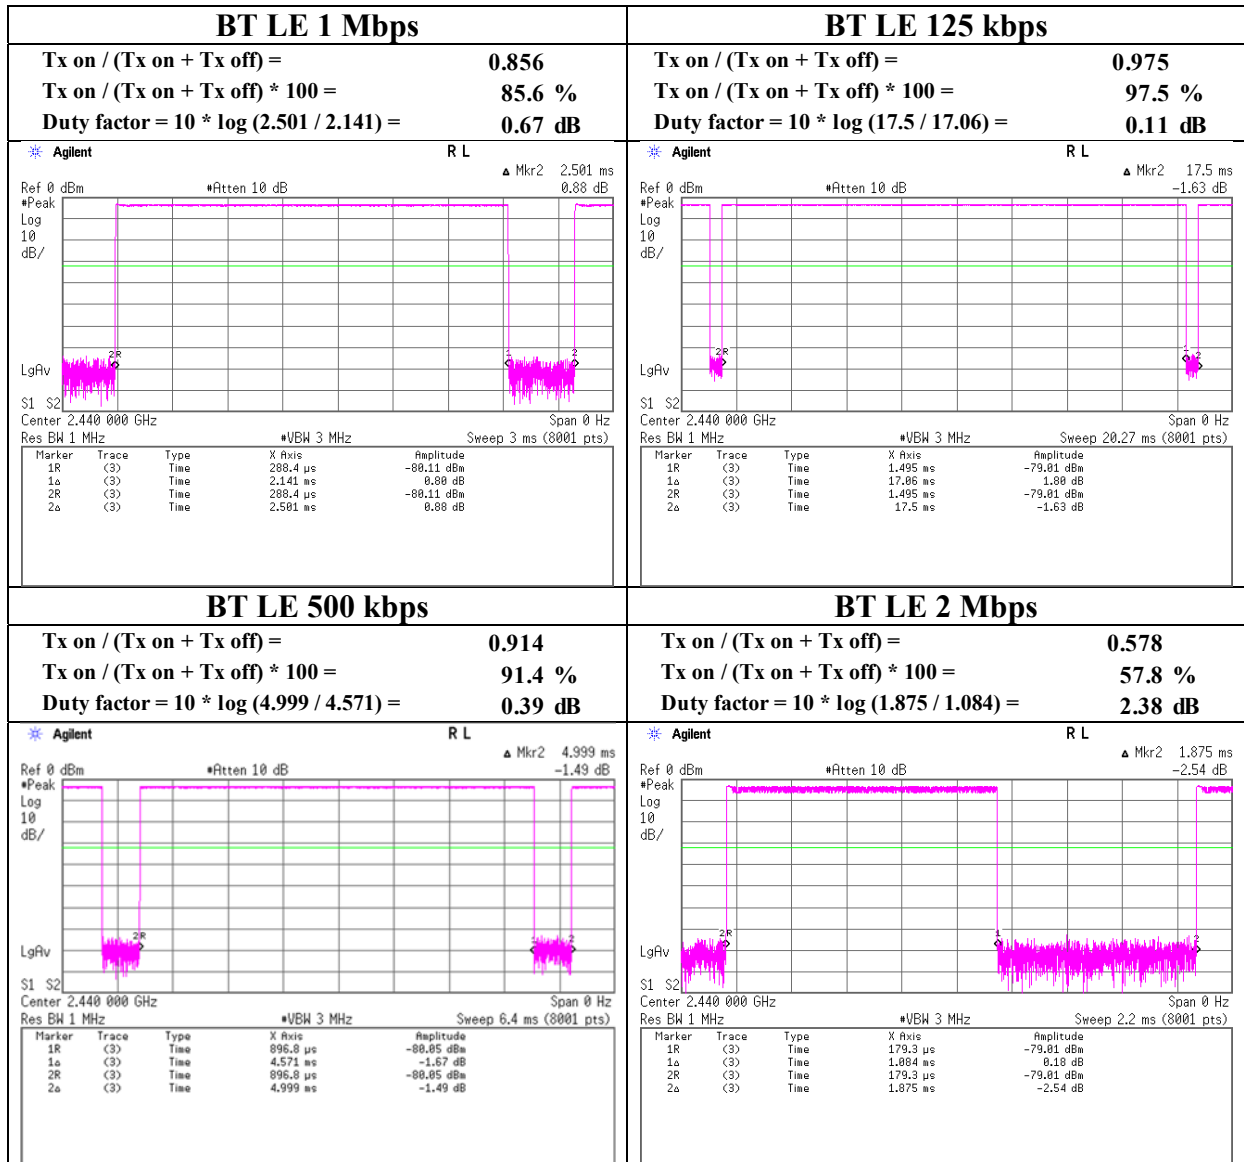 BT LE 1 Mbps
Tx on / (Tx on + Tx off) = 0.856
Tx on / (Tx on + Tx off) * 100 = 85.6 %
Duty factor = 10 * log (2.501 / 2.141) = 0.67 dB
Agilent R L
Δ Mkr2 2.501 ms
Ref 0 dBm #Atten 10 dB 0.88 dB
#Peak
Log
10
dB/
2R 1 2
LgAv
S1 S2
Center 2.440 000 GHz Span 0 Hz
Res BW 1 MHz #VBW 3 MHz Sweep 3 ms (8001 pts)
Marker Trace Type X Axis Amplitude
1R (3) Time 288.4 µs -80.11 dBm
1Δ (3) Time 2.141 ms 0.80 dB
2R (3) Time 288.4 µs -80.11 dBm
2Δ (3) Time 2.501 ms 0.88 dB
BT LE 125 kbps
Tx on / (Tx on + Tx off) = 0.975
Tx on / (Tx on + Tx off) * 100 = 97.5 %
Duty factor = 10 * log (17.5 / 17.06) = 0.11 dB
Agilent R L
Δ Mkr2 17.5 ms
Ref 0 dBm #Atten 10 dB -1.63 dB
#Peak
Log
10
dB/
2R 1 2
LgAv
S1 S2
Center 2.440 000 GHz Span 0 Hz
Res BW 1 MHz #VBW 3 MHz Sweep 20.27 ms (8001 pts)
Marker Trace Type X Axis Amplitude
1R (3) Time 1.495 ms -79.01 dBm
1Δ (3) Time 17.06 ms 1.80 dB
2R (3) Time 1.495 ms -79.01 dBm
2Δ (3) Time 17.5 ms -1.63 dB
BT LE 500 kbps
Tx on / (Tx on + Tx off) = 0.914
Tx on / (Tx on + Tx off) * 100 = 91.4 %
Duty factor = 10 * log (4.999 / 4.571) = 0.39 dB
Agilent R L
Δ Mkr2 4.999 ms
Ref 0 dBm #Atten 10 dB -1.49 dB
#Peak
Log
10
dB/
2R 1 2
LgAv
S1 S2
Center 2.440 000 GHz Span 0 Hz
Res BW 1 MHz #VBW 3 MHz Sweep 6.4 ms (8001 pts)
Marker Trace Type X Axis Amplitude
1R (3) Time 896.8 µs -80.05 dBm
1Δ (3) Time 4.571 ms -1.67 dB
2R (3) Time 896.8 µs -80.05 dBm
2Δ (3) Time 4.999 ms -1.49 dB
BT LE 2 Mbps
Tx on / (Tx on + Tx off) = 0.578
Tx on / (Tx on + Tx off) * 100 = 57.8 %
Duty factor = 10 * log (1.875 / 1.084) = 2.38 dB
Agilent R L
Δ Mkr2 1.875 ms
Ref 0 dBm #Atten 10 dB -2.54 dB
#Peak
Log
10
dB/
2R 1 2
LgAv
S1 S2
Center 2.440 000 GHz Span 0 Hz
Res BW 1 MHz #VBW 3 MHz Sweep 2.2 ms (8001 pts)
Marker Trace Type X Axis Amplitude
1R (3) Time 179.3 µs -79.01 dBm
1Δ (3) Time 1.084 ms 0.18 dB
2R (3) Time 179.3 µs -79.01 dBm
2Δ (3) Time 1.875 ms -2.54 dB